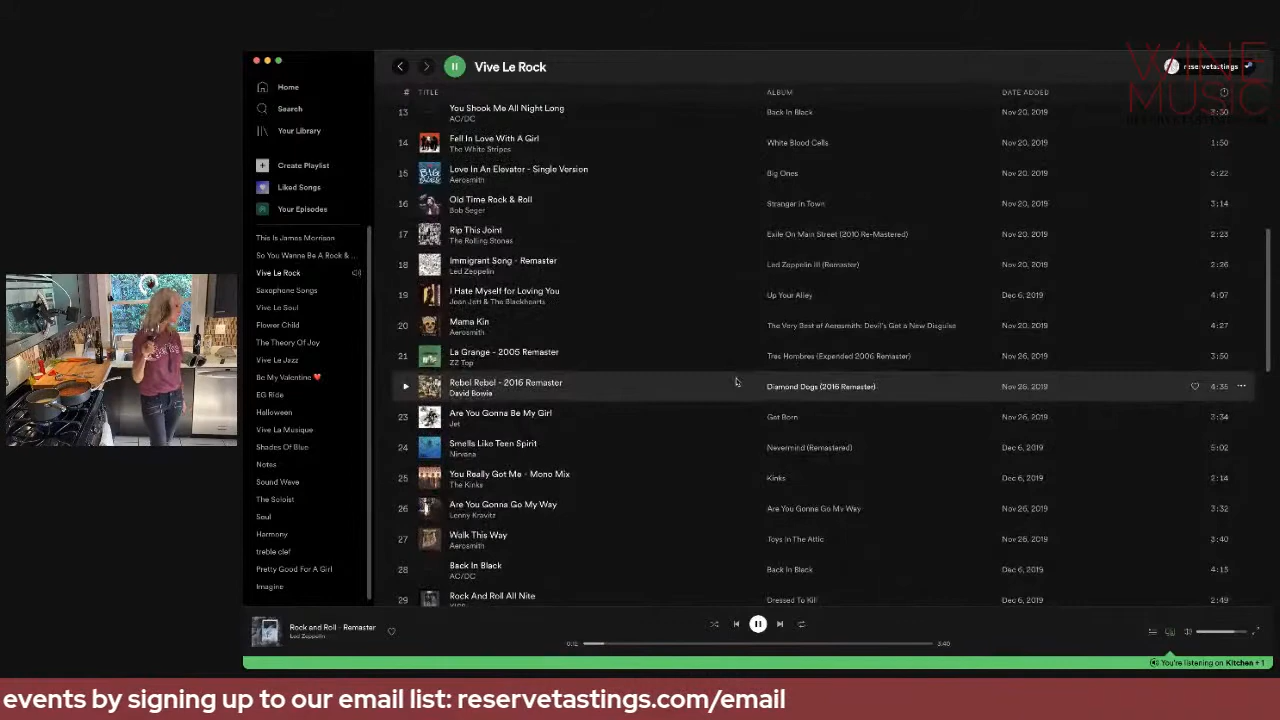 WINE
MUSIC
Vive Le Rock
reservetastings
Home
Search
Your Library
Create Playlist
Liked Songs
Your Episodes
This Is James Morrison
So You Wanna Be A Rock & ...
Vive Le Rock
Saxophone Songs
Vive Le Soul
Flower Child
The Theory Of Joy
Vive Le Jazz
Be My Valentine ❤️
EG Ride
Halloween
Vive La Musique
Shades Of Blue
Notes
Sound Wave
The Soloist
Soul
Harmony
treble clef
Pretty Good For A Girl
Imagine
# TITLE ALBUM DATE ADDED
13 You Shook Me All Night Long Back In Black Nov 20, 2019 3:30
AC/DC
14 Fell In Love With A Girl White Blood Cells Nov 20, 2019 1:50
The White Stripes
15 Love In An Elevator - Single Version Big Ones Nov 20, 2019 5:22
Aerosmith
16 Old Time Rock & Roll Stranger In Town Nov 20, 2019 3:14
Bob Seger
17 Rip This Joint Exile On Main Street (2010 Re-Mastered) Nov 20, 2019 2:23
The Rolling Stones
18 Immigrant Song - Remaster Led Zeppelin III (Remaster) Nov 20, 2019 2:26
Led Zeppelin
19 I Hate Myself for Loving You Up Your Alley Dec 6, 2019 4:07
Joan Jett & The Blackhearts
20 Mama Kin The Very Best of Aerosmith: Devil's Got a New Disguise Nov 20, 2019 4:27
Aerosmith
21 La Grange - 2005 Remaster Tres Hombres (Expanded 2006 Remaster) Nov 26, 2019 3:50
ZZ Top
Rebel Rebel - 2016 Remaster Diamond Dogs (2016 Remaster) Nov 26, 2019 4:35
David Bowie
23 Are You Gonna Be My Girl Get Born Nov 26, 2019 3:34
Jet
24 Smells Like Teen Spirit Nevermind (Remastered) Dec 6, 2019 5:02
Nirvana
25 You Really Got Me - Mono Mix Kinks Dec 6, 2019 2:14
The Kinks
26 Are You Gonna Go My Way Are You Gonna Go My Way Nov 26, 2019 3:32
Lenny Kravitz
27 Walk This Way Toys In The Attic Nov 26, 2019 3:40
Aerosmith
28 Back In Black Back In Black Dec 6, 2019 4:15
AC/DC
29 Rock And Roll All Nite Dressed To Kill Dec 6, 2019 2:49
Rock and Roll - Remaster
Led Zeppelin
0:12 3:40
You're listening on Kitchen + 1
events by signing up to our email list: reservetastings.com/email